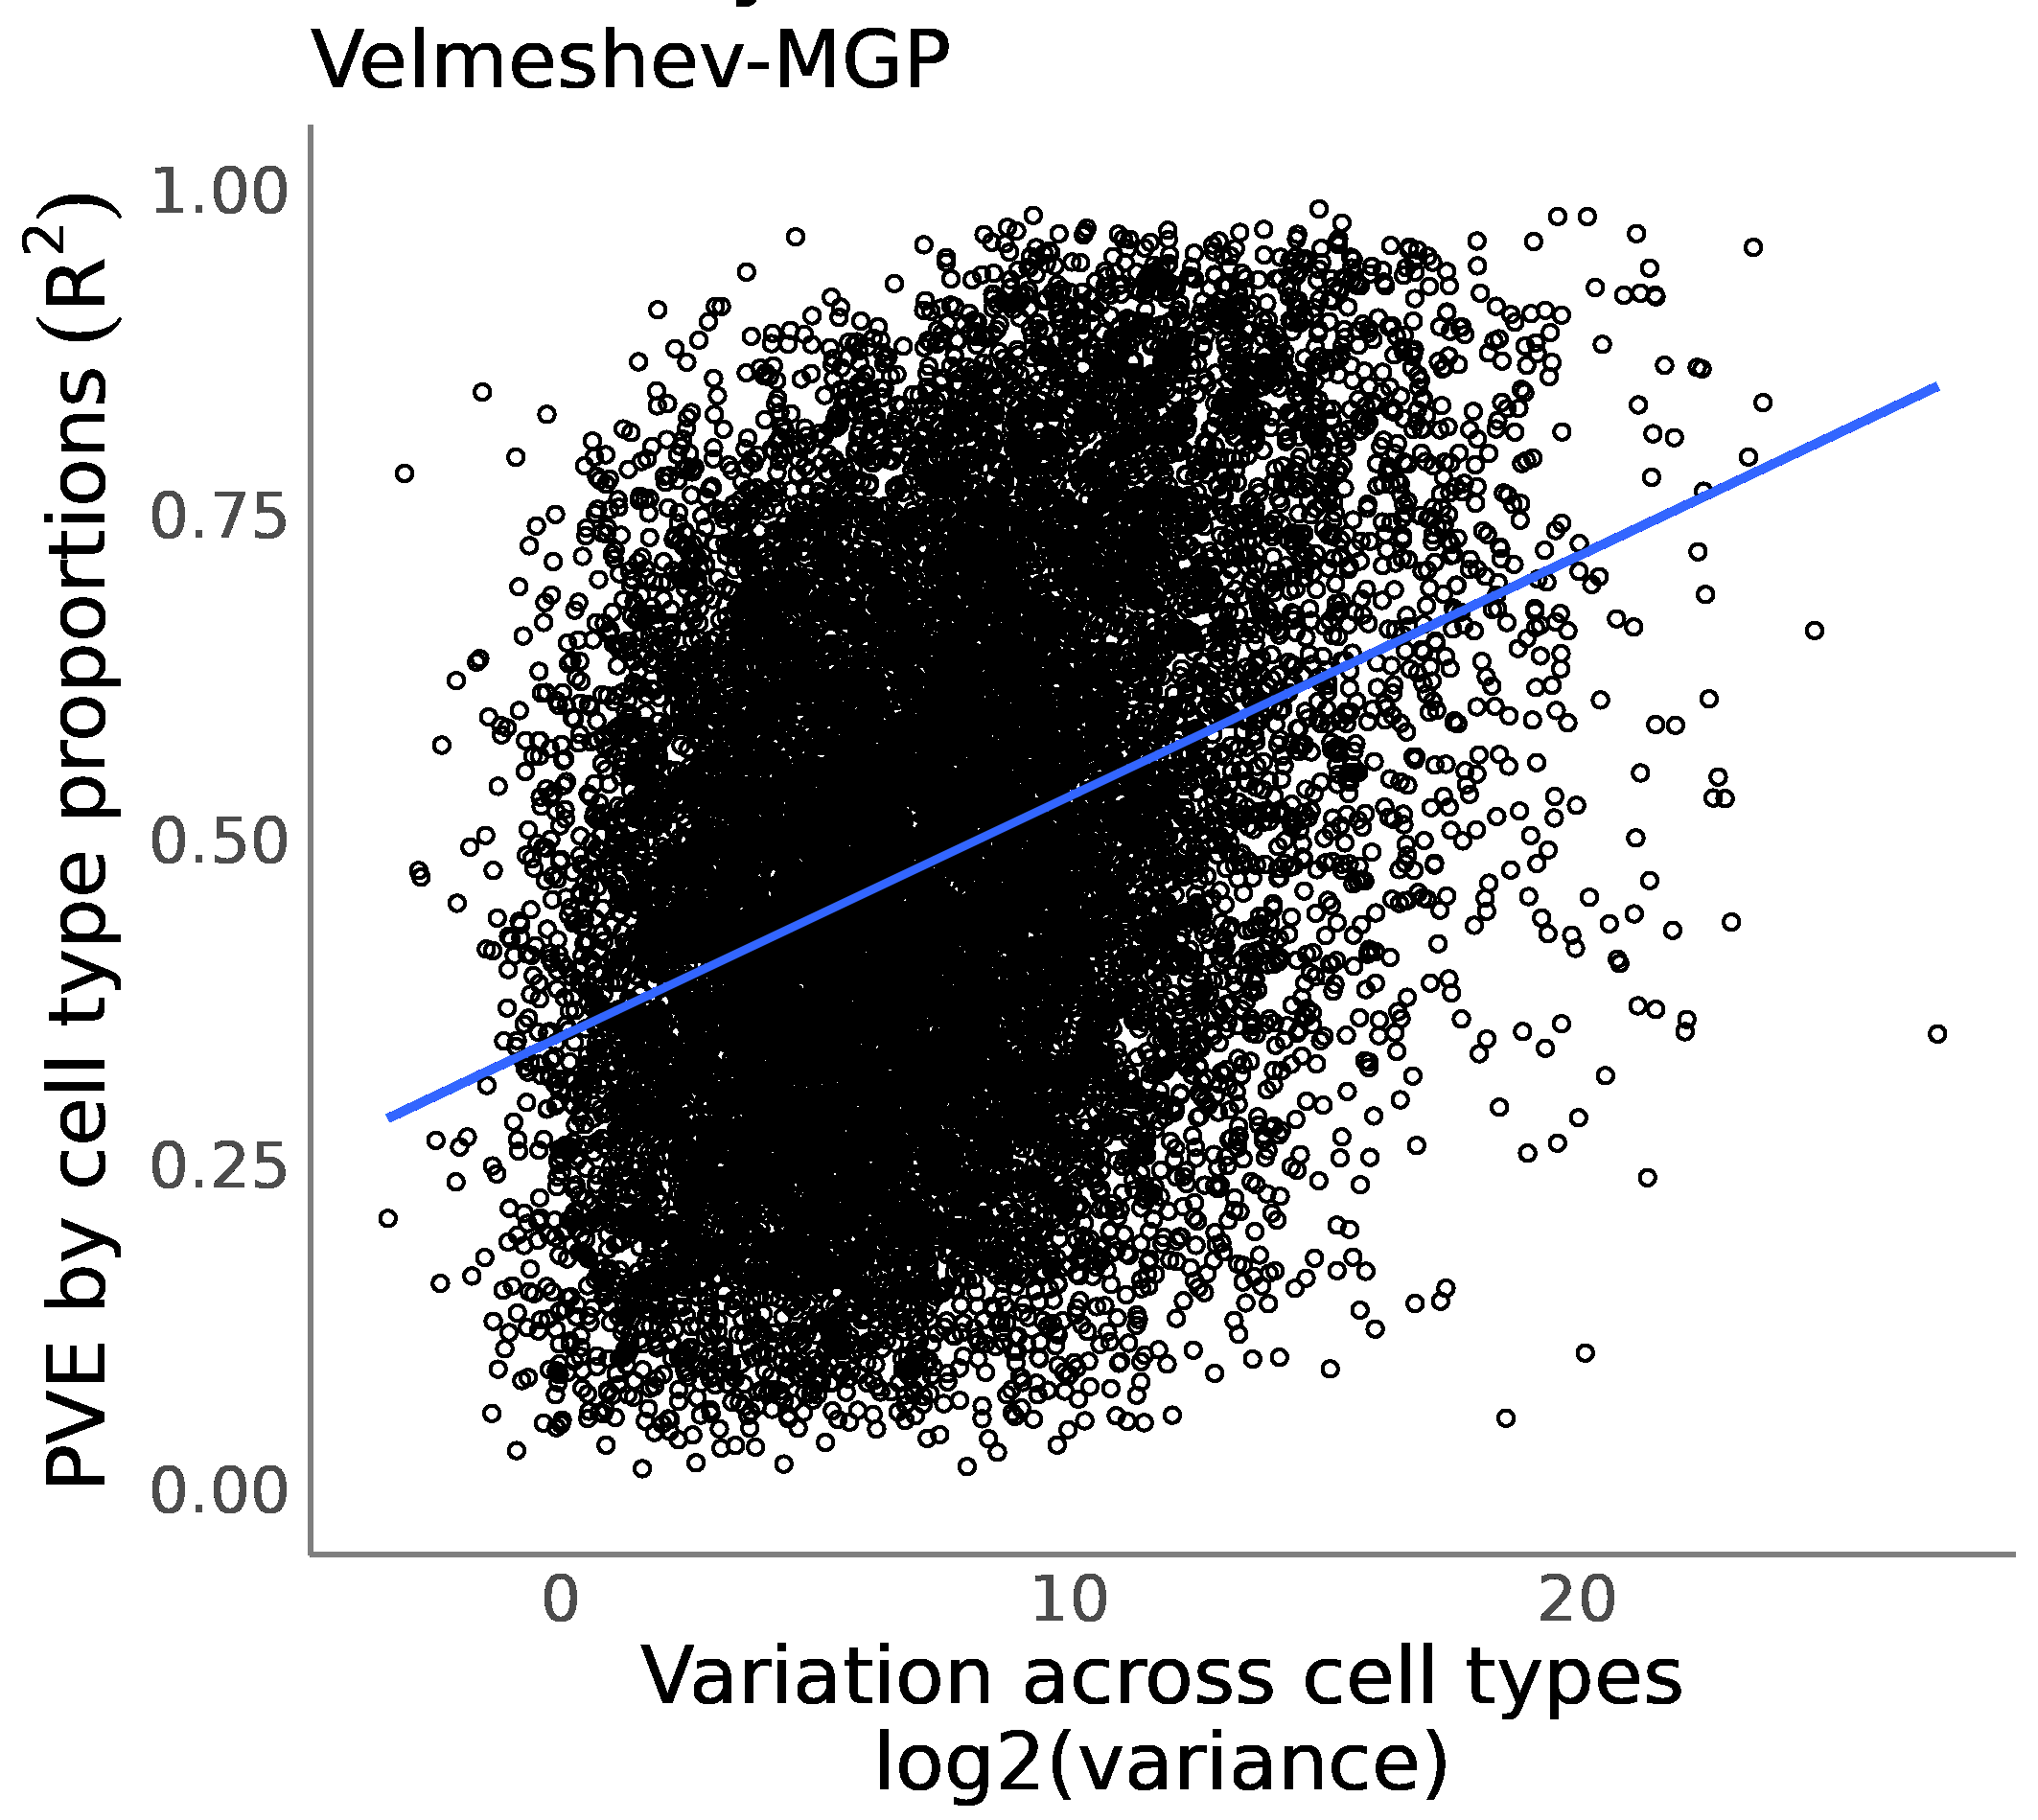 Velmeshev-MGP
1.00
0.75
0.50
0.25
0.00
PVE by cell type proportions (R²)
0 10 20
Variation across cell types
log2(variance)